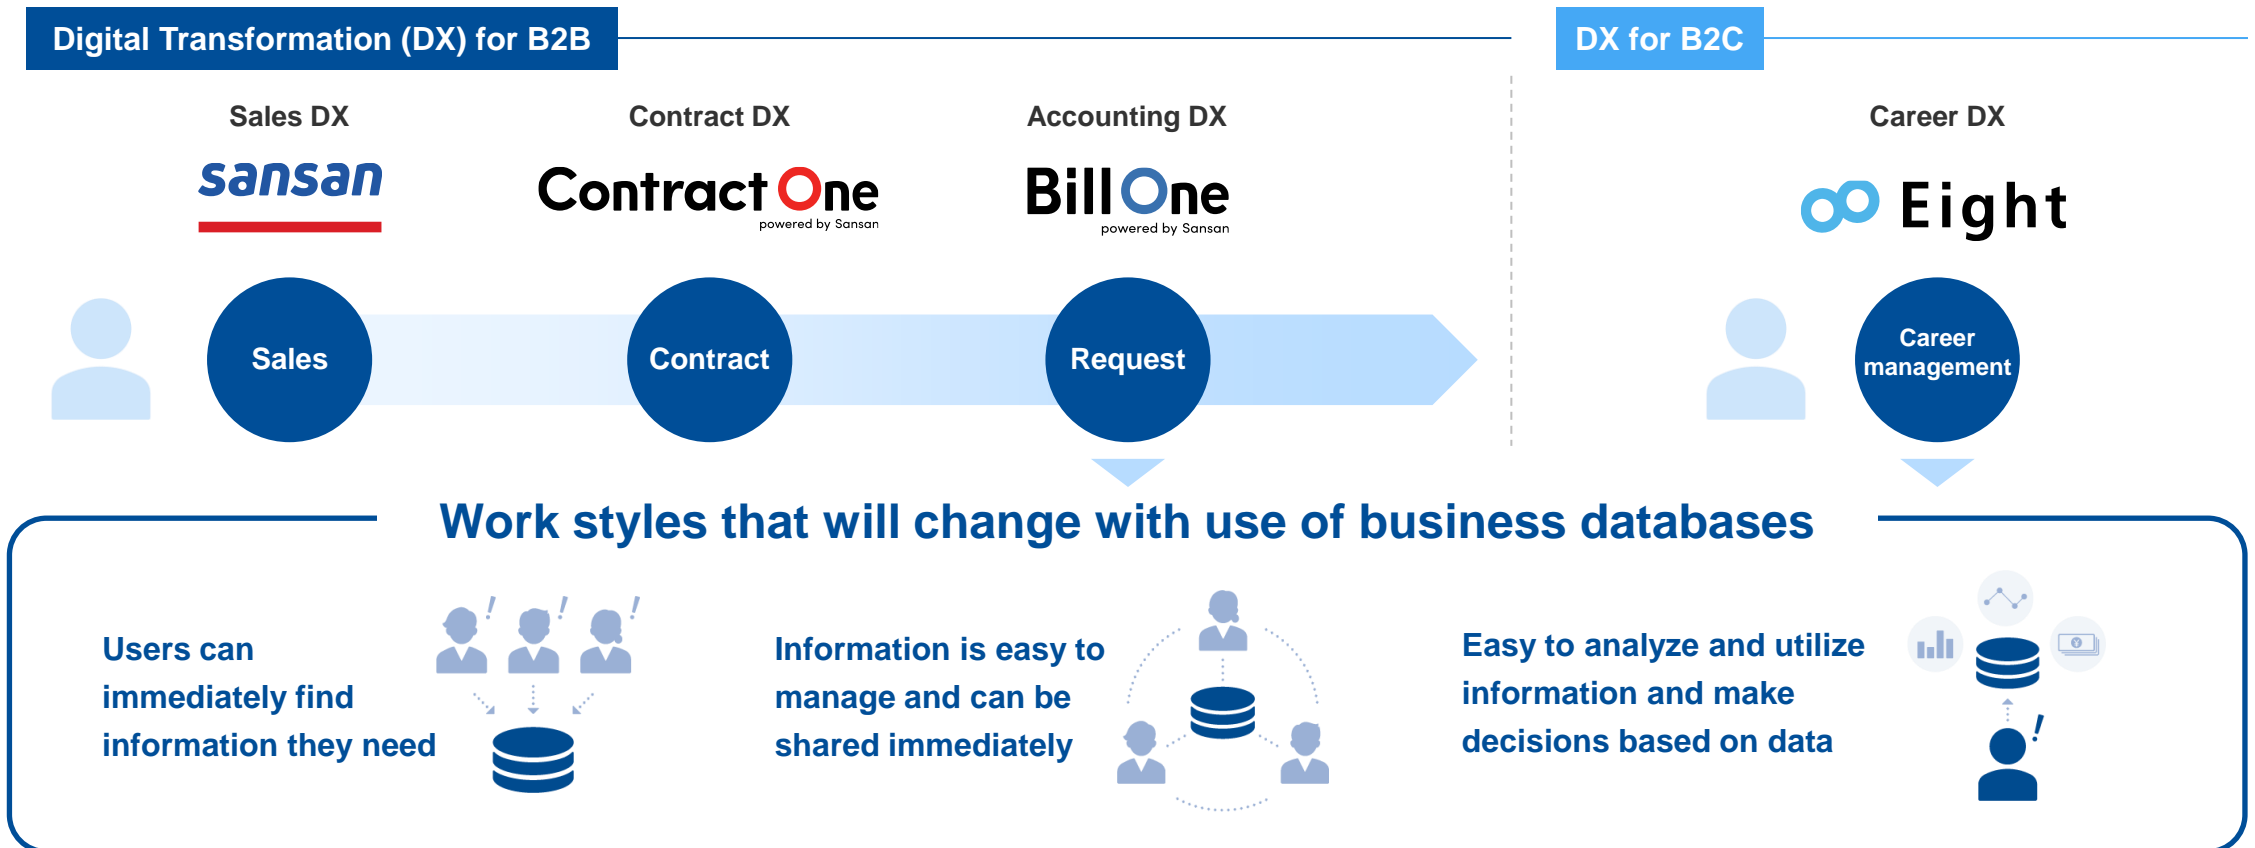 Digital Transformation (DX) for B2B
DX for B2C
Sales DX
Contract DX
Accounting DX
Career DX
sansan
Contract One
powered by Sansan
Bill One
powered by Sansan
Eight
Sales
Contract
Request
Career
management
Work styles that will change with use of business databases
Users can
immediately find
information they need
! ! !
Information is easy to
manage and can be
shared immediately
Easy to analyze and utilize
information and make
decisions based on data
¥
!